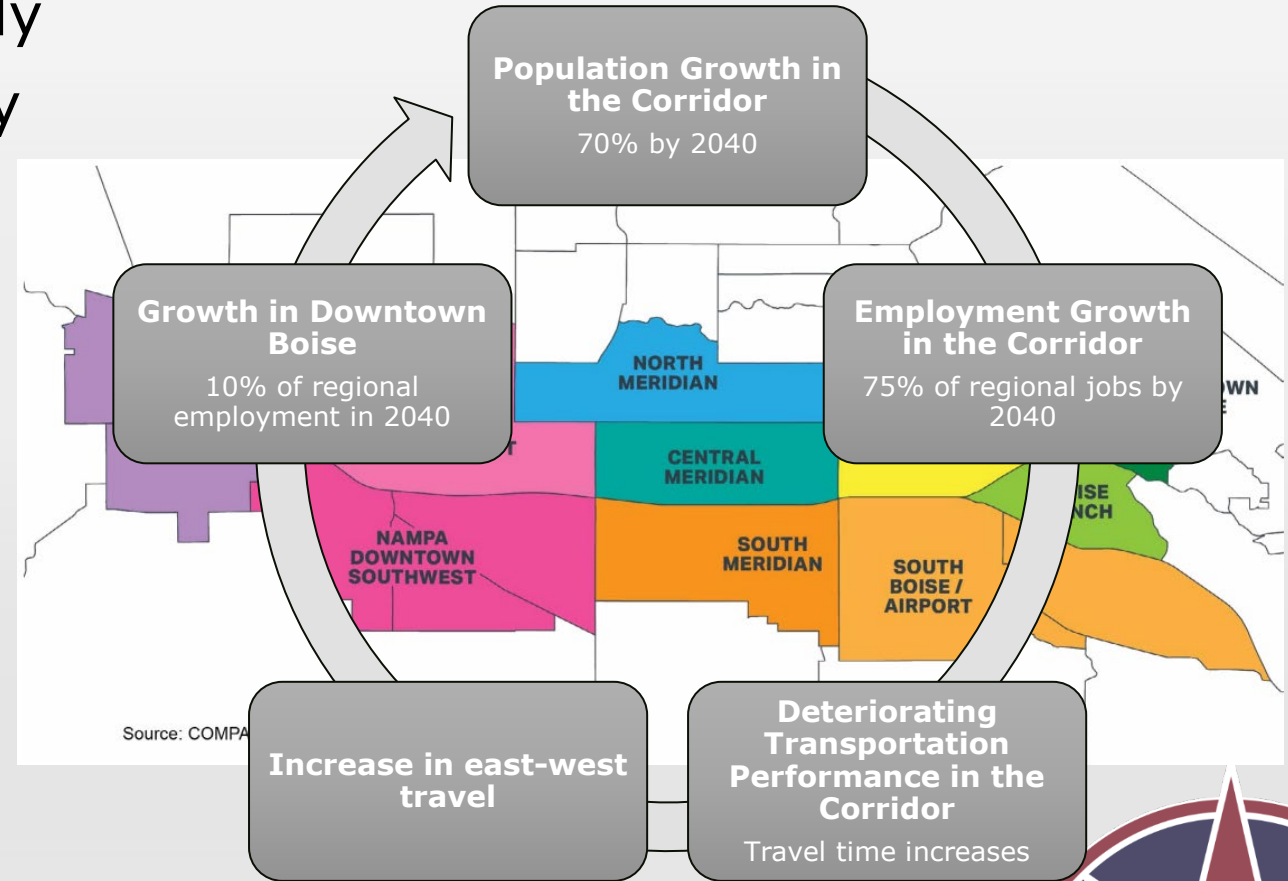 Population Growth in
the Corridor
70% by 2040
Growth in Downtown
Boise
10% of regional
employment in 2040
Employment Growth
in the Corridor
75% of regional jobs by
2040
NORTH
MERIDIAN
CENTRAL
MERIDIAN
NAMPA
DOWNTOWN
SOUTHWEST
SOUTH
MERIDIAN
SOUTH
BOISE /
AIRPORT
Source:
Increase in east-west
travel
Deteriorating
Transportation
Performance in the
Corridor
Travel time increases